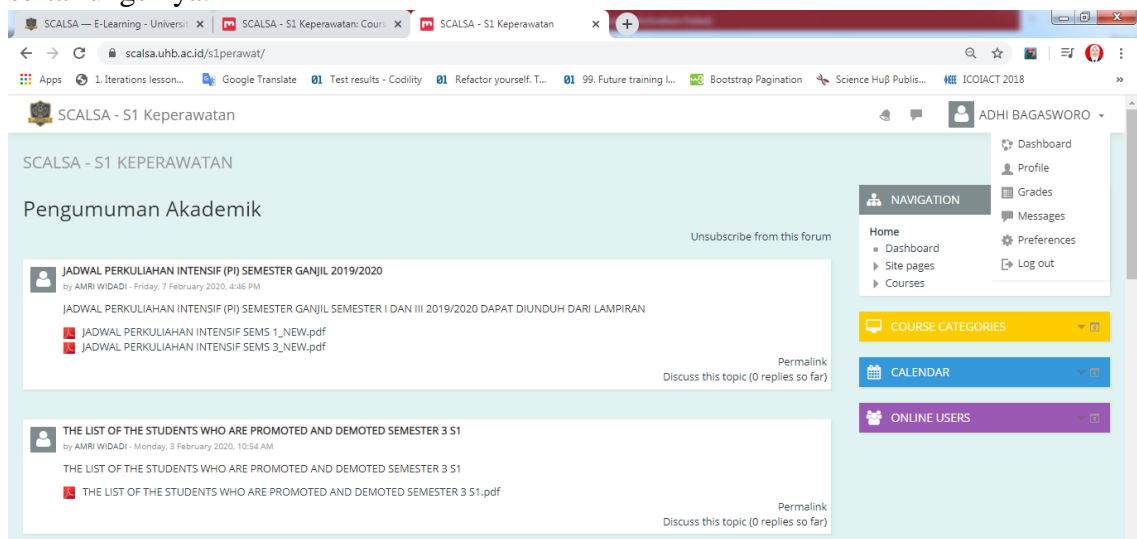 SCALSA — E-Learning - Universit
SCALSA - S1 Keperawatan: Cours
SCALSA - S1 Keperawatan
scalsa.uhb.ac.id/s1perawat/
Apps
1.Iterations lesson...
Google Translate
Test results - Codility
Refactor yourself. T...
99. Future training l...
Bootstrap Pagination
Science Huβ Publis...
ICOIACT 2018
»
SCALSA - S1 Keperawatan
ADHI BAGASWORO
Dashboard
Profile
Grades
Messages
Preferences
Log out
SCALSA - S1 KEPERAWATAN
Pengumuman Akademik
Unsubscribe from this forum
JADWAL PERKULIAHAN INTENSIF (PI) SEMESTER GANJIL 2019/2020
by AMRI WIDADI - Friday, 7 February 2020, 4:46 PM
JADWAL PERKULIAHAN INTENSIF (PI) SEMESTER GANJIL SEMESTER I DAN III 2019/2020 DAPAT DIUNDUH DARI LAMPIRAN
JADWAL PERKULIAHAN INTENSIF SEMS 1_NEW.pdf
JADWAL PERKULIAHAN INTENSIF SEMS 3_NEW.pdf
Permalink
Discuss this topic (0 replies so far)
THE LIST OF THE STUDENTS WHO ARE PROMOTED AND DEMOTED SEMESTER 3 S1
by AMRI WIDADI - Monday, 3 February 2020, 10:54 AM
THE LIST OF THE STUDENTS WHO ARE PROMOTED AND DEMOTED SEMESTER 3 S1
THE LIST OF THE STUDENTS WHO ARE PROMOTED AND DEMOTED SEMESTER 3 S1.pdf
Permalink
Discuss this topic (0 replies so far)
NAVIGATION
Home
Dashboard
Site pages
Courses
COURSE CATEGORIES
CALENDAR
ONLINE USERS